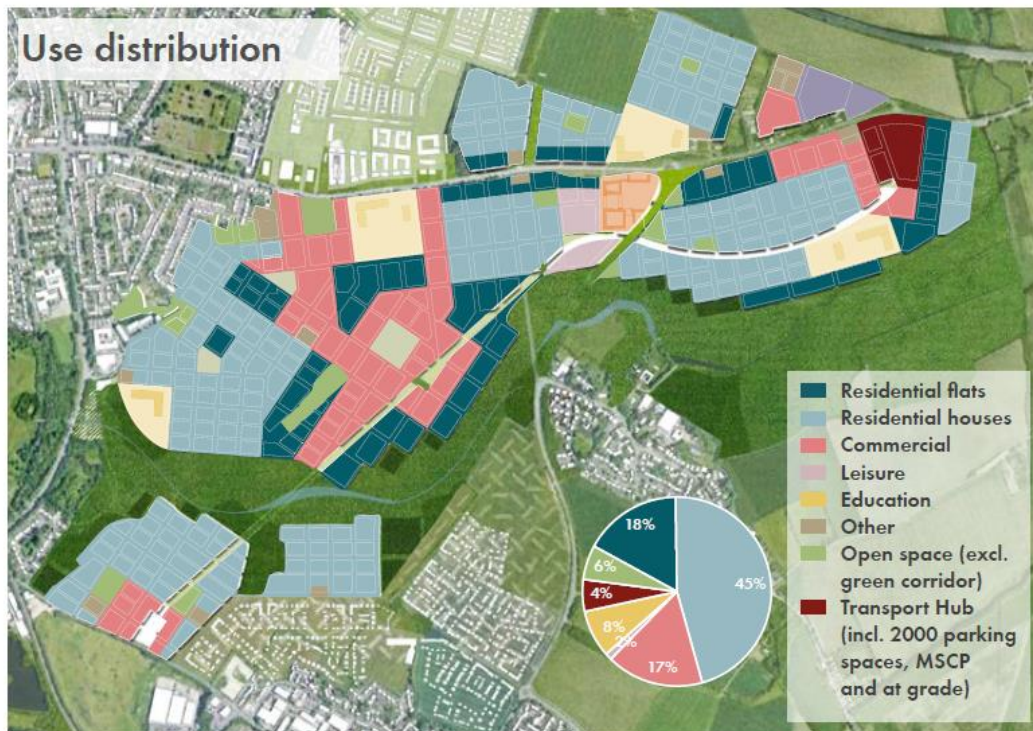 Use distribution
Residential flats
Residential houses
Commercial
Leisure
Education
Other
Open space (excl.
green corridor)
Transport Hub
(incl. 2000 parking
spaces, MSCP
and at grade)
18%
45%
6%
4%
8%
2%
17%